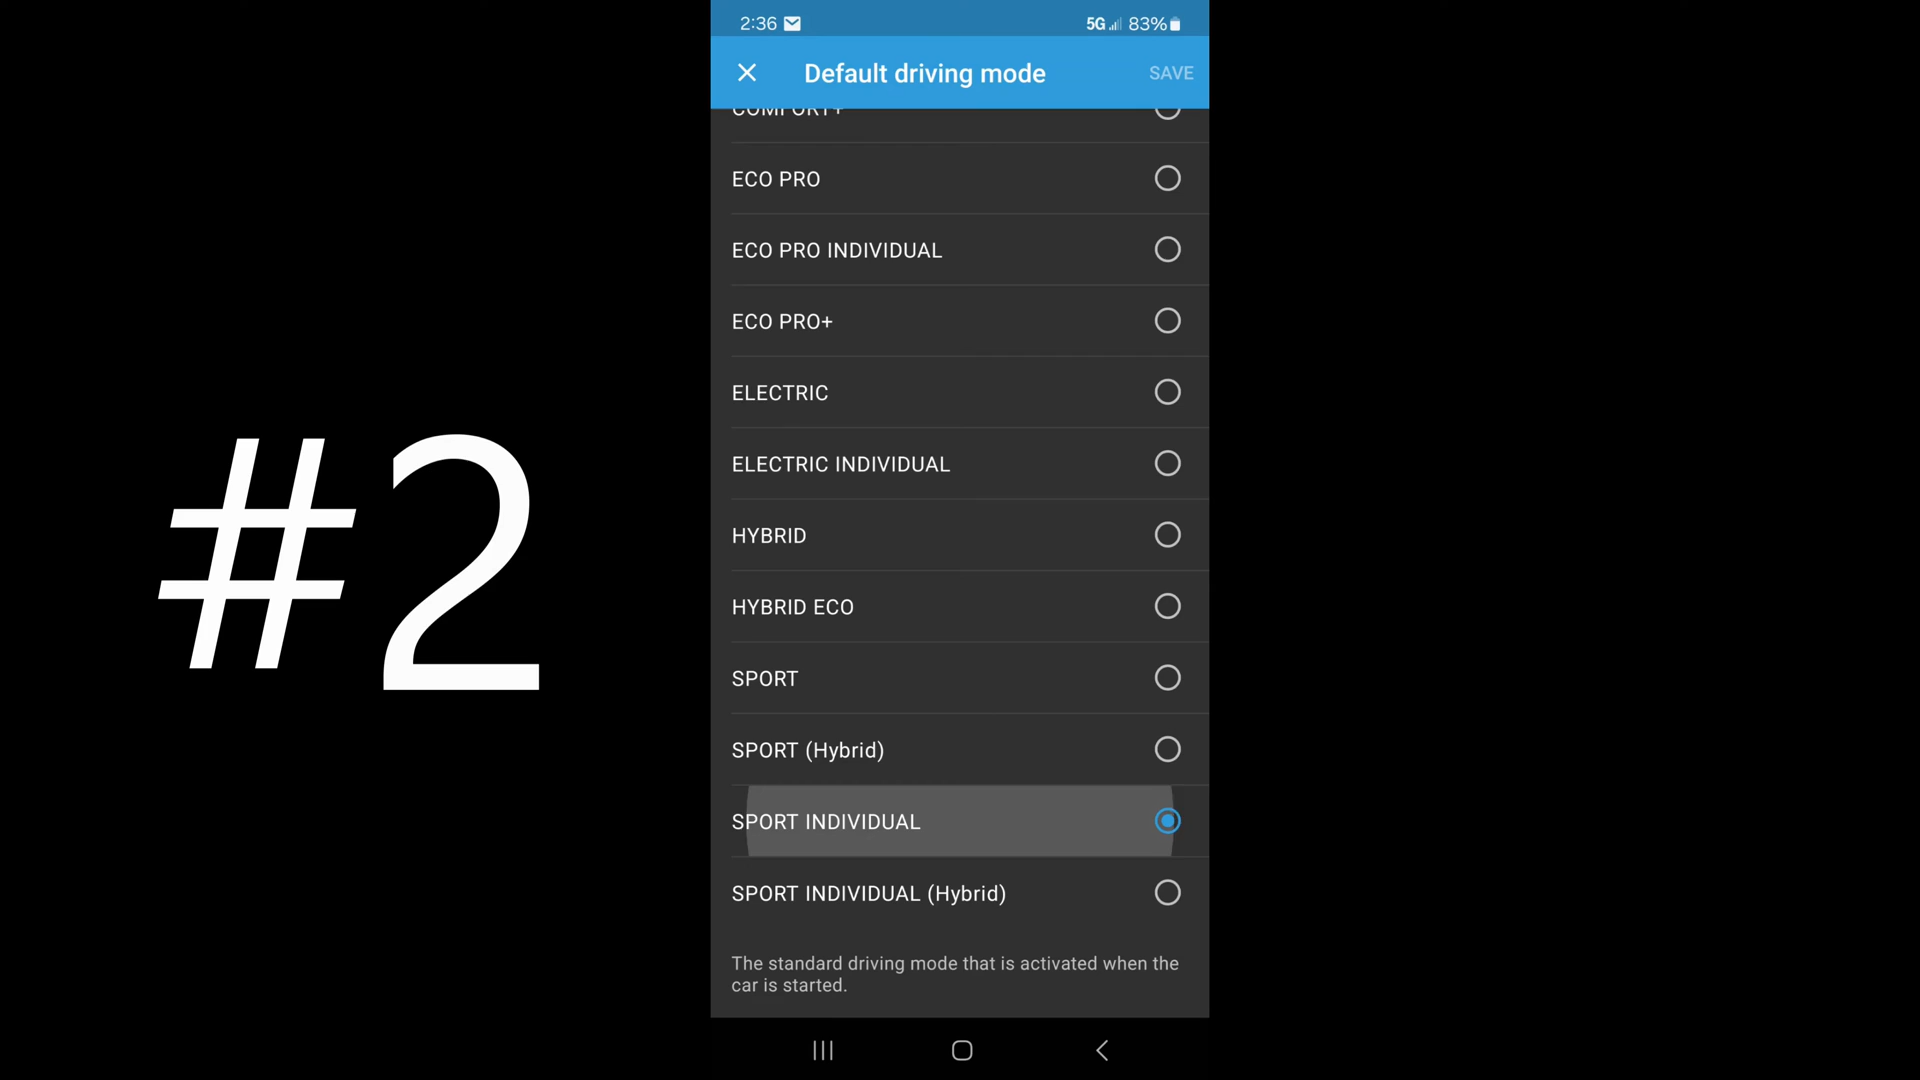 2:36
5G 83%
Default driving mode
SAVE
COMFORT+
ECO PRO
ECO PRO INDIVIDUAL
ECO PRO+
ELECTRIC
ELECTRIC INDIVIDUAL
HYBRID
HYBRID ECO
SPORT
SPORT (Hybrid)
SPORT INDIVIDUAL
SPORT INDIVIDUAL (Hybrid)
The standard driving mode that is activated when the
car is started.
#2